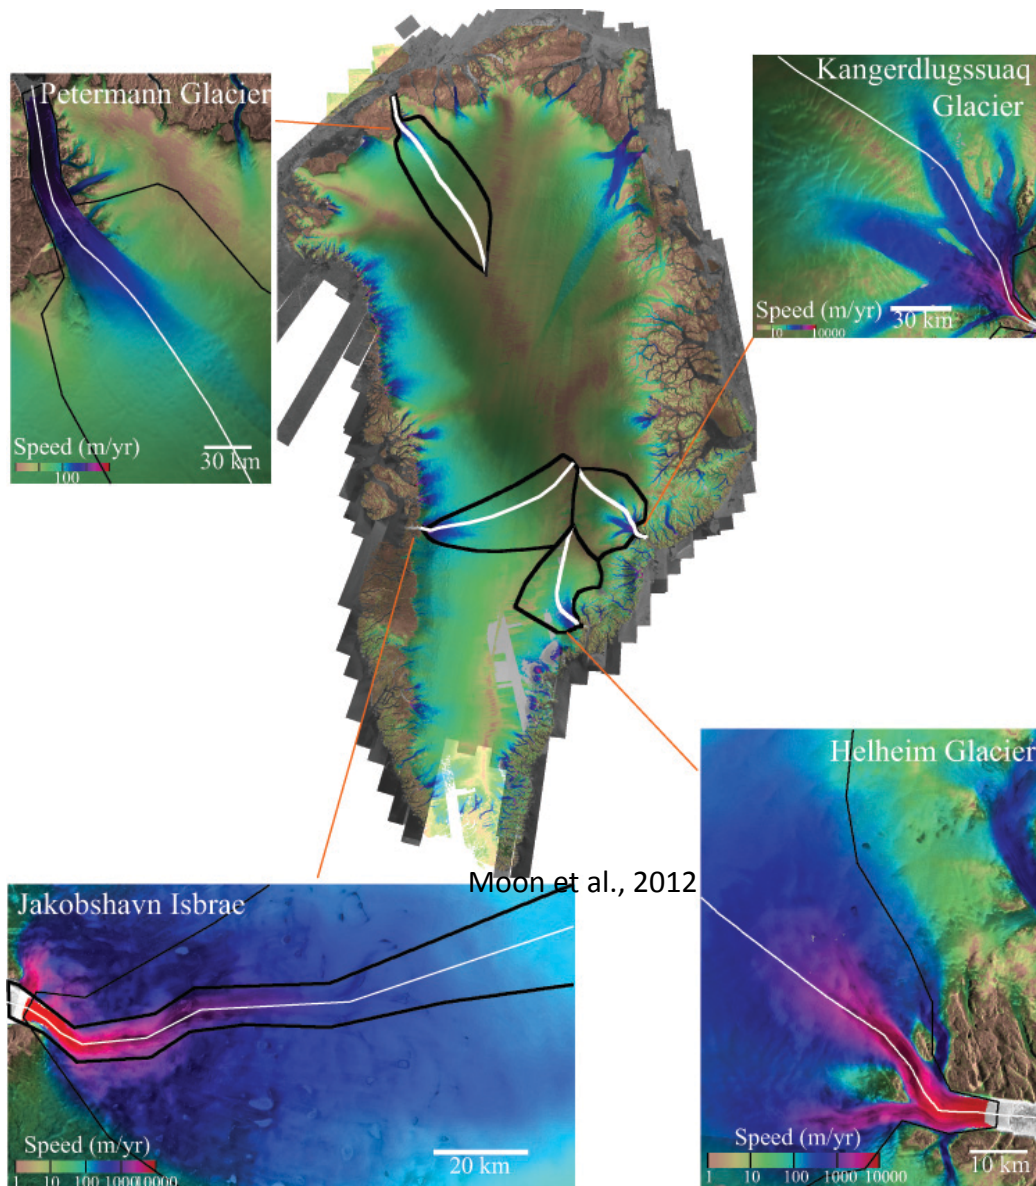 Petermann Glacier
Speed (m/yr)
100
30 km
Kangerdlugssuaq
Glacier
Speed (m/yr)
10 10000
30 km
Moon et al., 2012
Jakobshavn Isbrae
Speed (m/yr)
1 10 100 1000 10000
20 km
Helheim Glacier
Speed (m/yr)
1 10 100 1000 10000
10 km